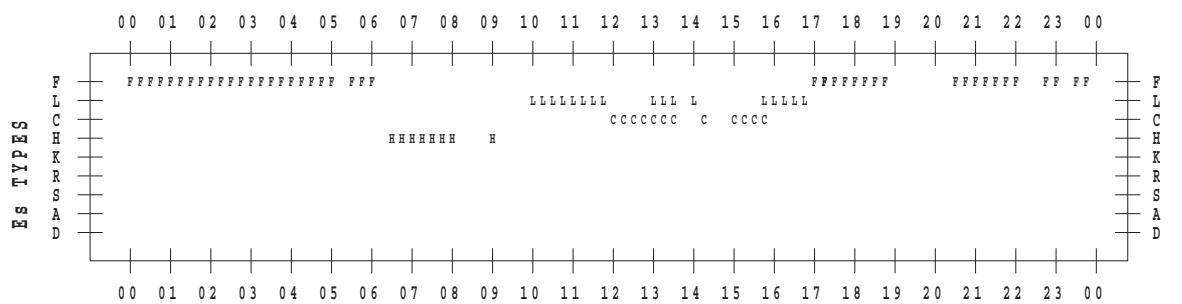 00 01 02 03 04 05 06 07 08 09 10 11 12 13 14 15 16 17 18 19 20 21 22 23 00
Es TYPES
F FFFFFFFFFFFFFFFFFFFFF FFF FFFFFFFF FFFFFFF FF FF F
L LLLLLLLL LLL L LLLLL L
C CCCCCCC C CCCC C
H HHHHHHH H H
K K
R R
S S
A A
D D
00 01 02 03 04 05 06 07 08 09 10 11 12 13 14 15 16 17 18 19 20 21 22 23 00